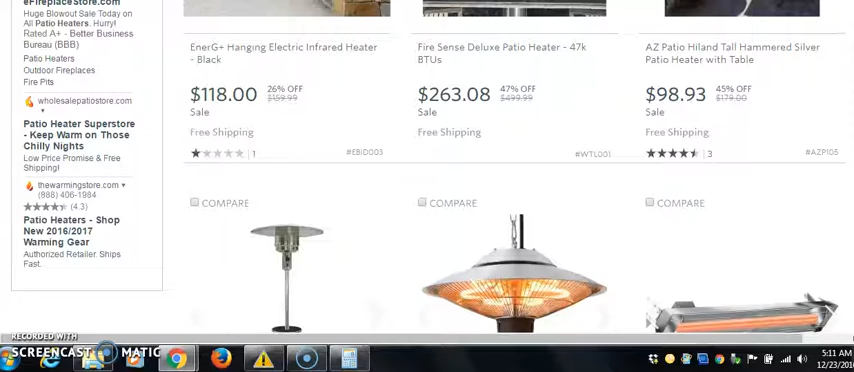 eFireplaceStore.com
Huge Blowout Sale Today on
All Patio Heaters. Hurry!
Rated A+ - Better Business
Bureau (BBB)
Patio Heaters
Outdoor Fireplaces
Fire Pits
wholesalepatiostore.com
Patio Heater Superstore
- Keep Warm on Those
Chilly Nights
Low Price Promise & Free
Shipping!
thewarmingstore.com
(888) 406-1984
(4.3)
Patio Heaters - Shop
New 2016/2017
Warming Gear
Authorized Retailer. Ships
Fast.
EnerG+ Hanging Electric Infrared Heater
- Black
$118.00 26% OFF
$159.99
Sale
Free Shipping
1 #EBID003
Fire Sense Deluxe Patio Heater - 47k
BTUs
$263.08 47% OFF
$499.99
Sale
Free Shipping
#WTL001
AZ Patio Hiland Tall Hammered Silver
Patio Heater with Table
$98.93 45% OFF
$179.00
Sale
Free Shipping
3 #AZP105
COMPARE
COMPARE
COMPARE
RECORDED WITH
SCREENCAST MATIC
5:11 AM